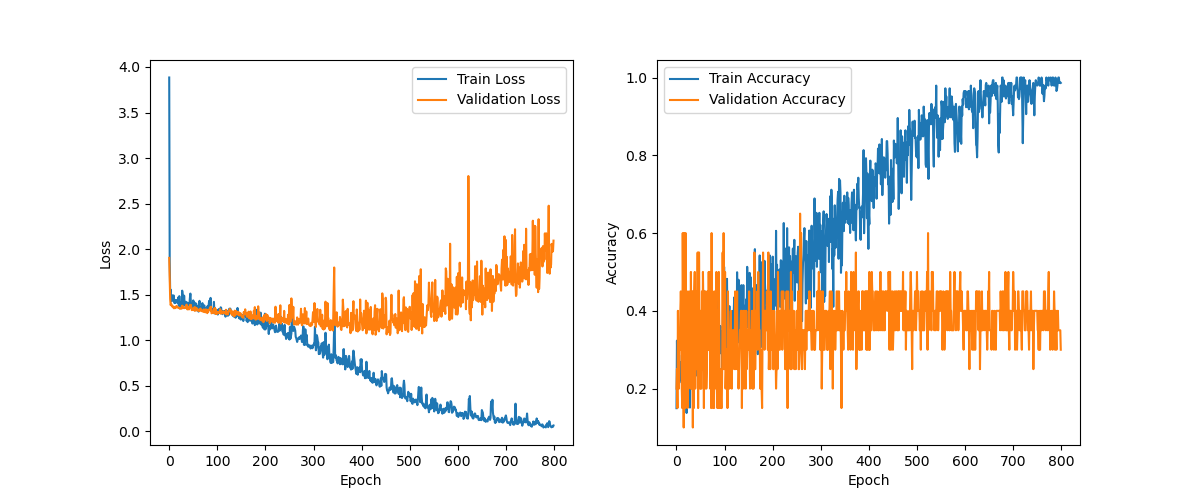 4.0
3.5
3.0
2.5
2.0
1.5
1.0
0.5
0.0
Loss
0 100 200 300 400 500 600 700 800
Epoch
Train Loss
Validation Loss
1.0
0.8
0.6
0.4
0.2
Accuracy
0 100 200 300 400 500 600 700 800
Epoch
Train Accuracy
Validation Accuracy